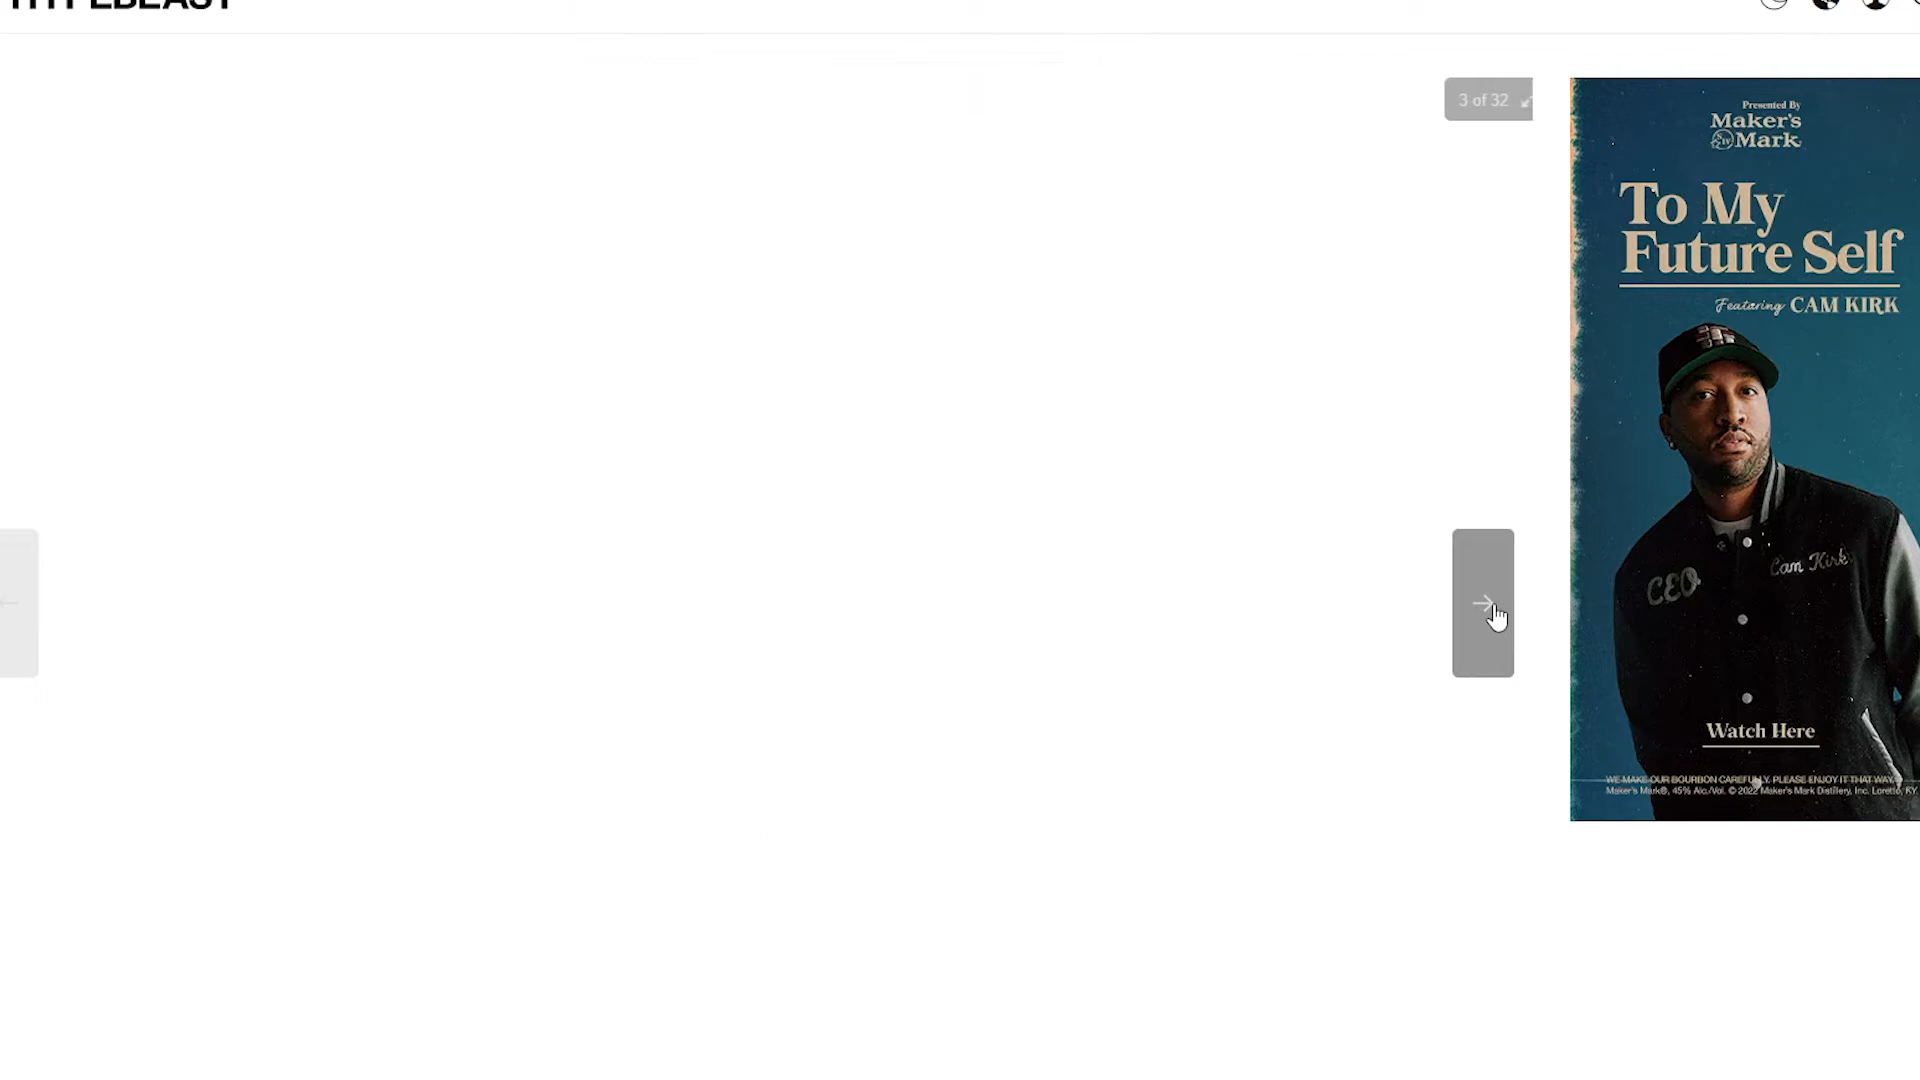 HYPEBEAST
3 of 32
Presented By
Maker's
Mark
To My
Future Self
Featuring CAM KIRK
CEO
Cam Kirk
Watch Here
WE MAKE OUR BOURBON CAREFULLY. PLEASE ENJOY IT THAT WAY.
Maker's Mark®, 45% Alc./Vol. © 2022 Maker's Mark Distillery, Inc. Loretto, KY.